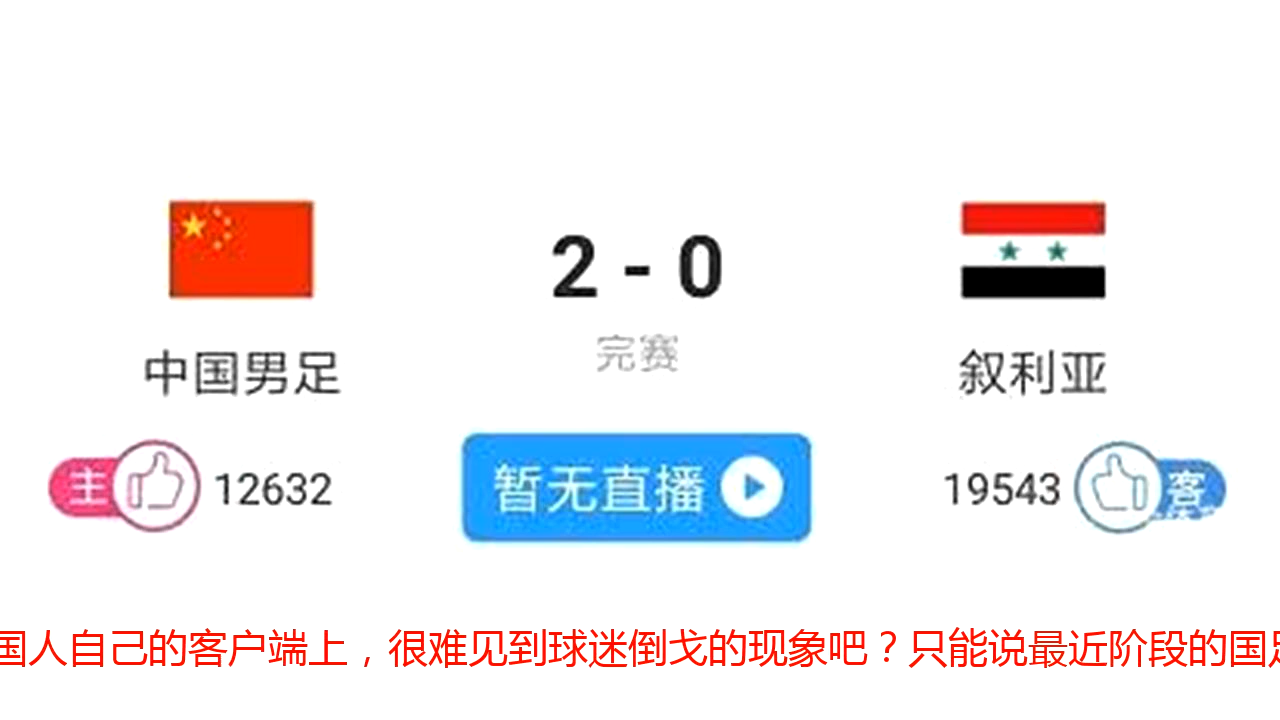 2 - 0
完赛
中国男足
叙利亚
主 12632
暂无直播
19543 客
国人自己的客户端上，很难见到球迷倒戈的现象吧？只能说最近阶段的国足